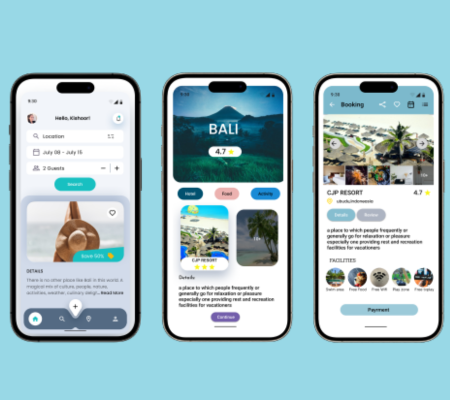 9:30
Hello, Kishoor!
Location
July 08 - July 15
2 Guests
Search
Save 50%
DETAILS
there is no other place like Bali in this world. a
magical mix of culture, people, nature,
activities, weather, culinary delight, ...Read More
9:30
BALI
4.7
Hotel
Food
Activity
10+
CJP RESORT
Details
a place to which people frequently or
generally go for relaxation or pleasure
especially one providing rest and recreation
facilities for vacationers
Continue
9:30
Booking
10+
CJP RESORT
4.7
ubudu,indonesia
Details
Review
a place to which people frequently or
generally go for relaxation or pleasure
especially one providing rest and recreation
facilities for vacationers
FACILITIES
Swim area
Free Food
Free Wifi
Play zone
Payment